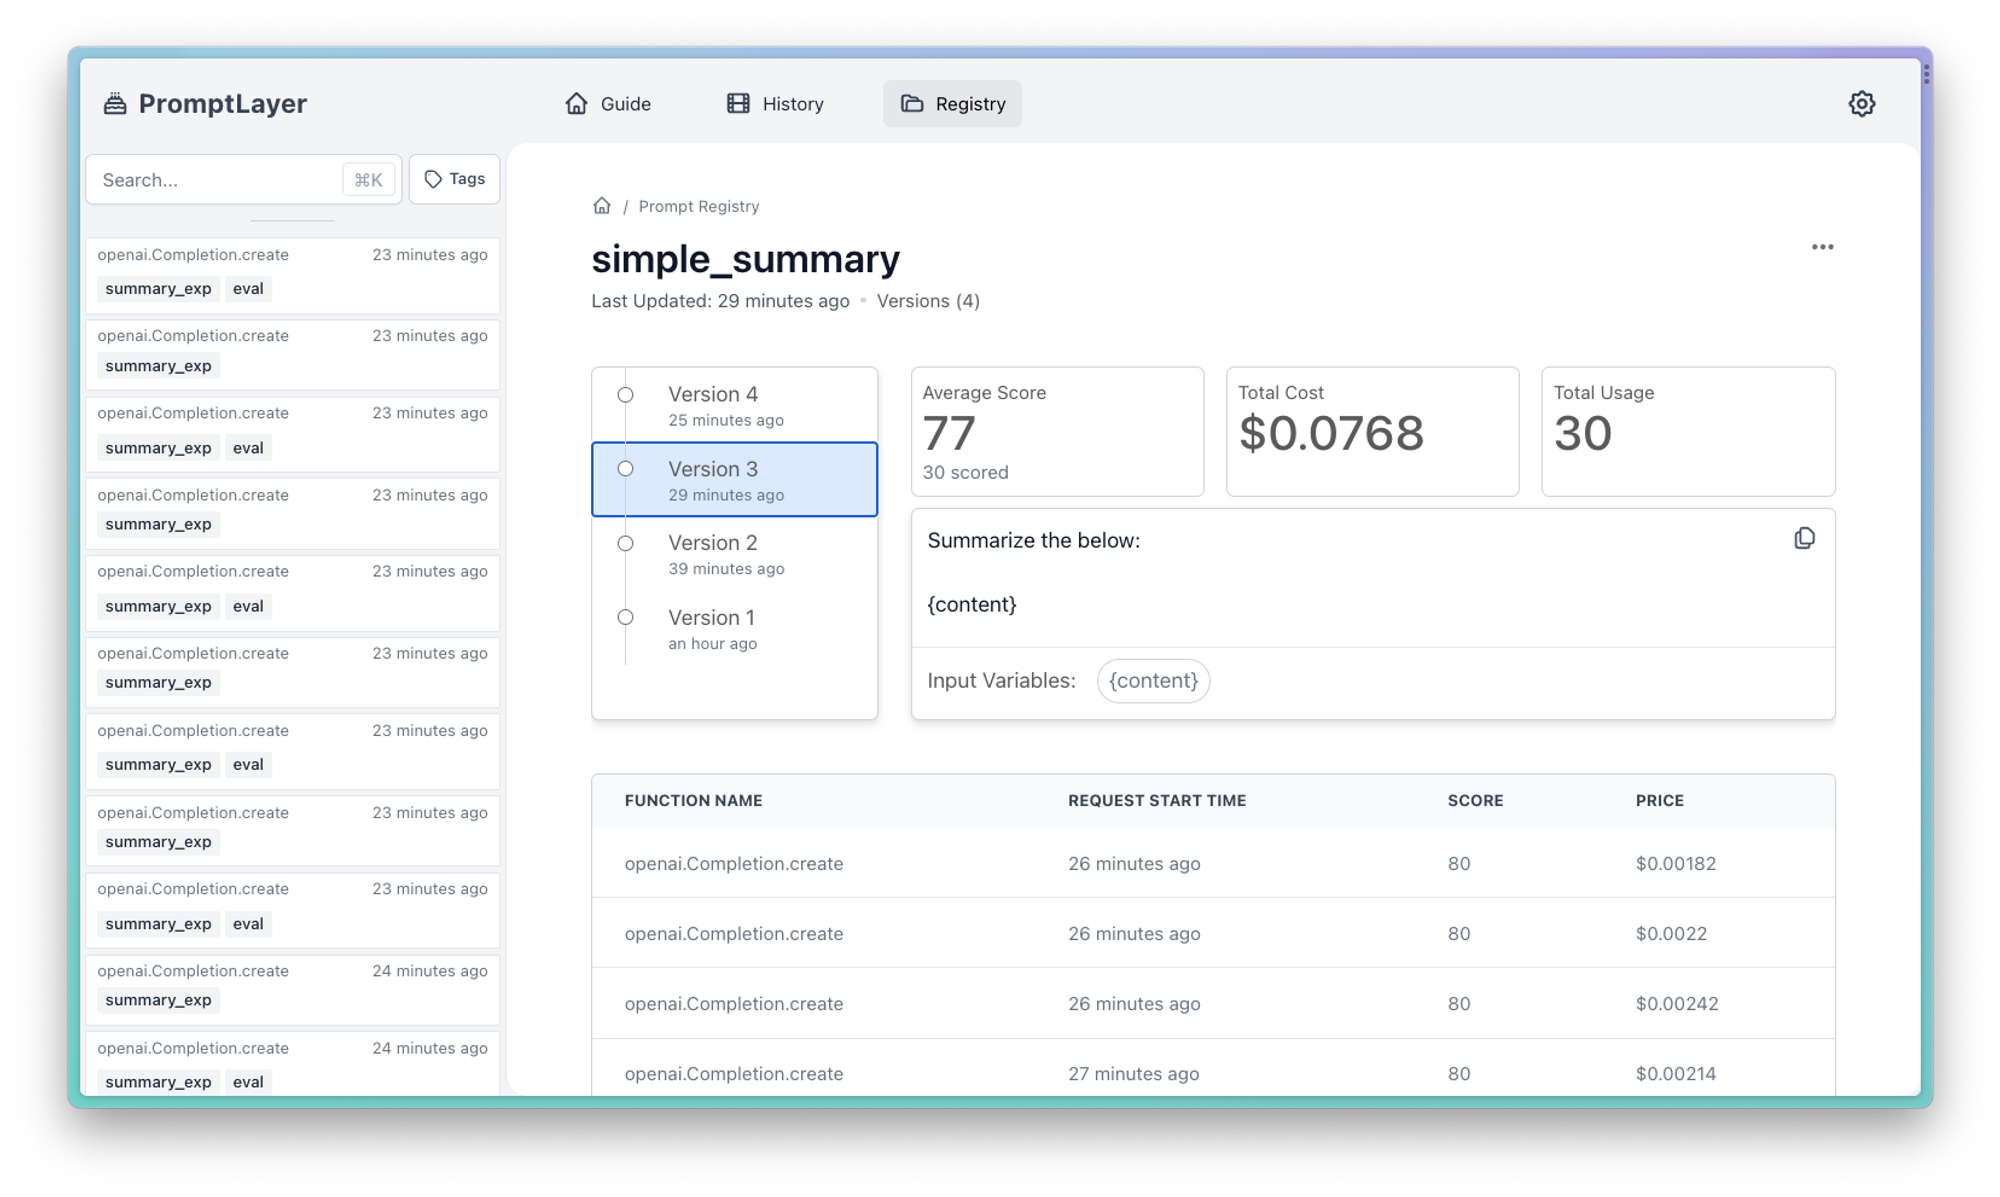 PromptLayer
Guide
History
Registry
Search...
⌘K
Tags
openai.Completion.create 23 minutes ago
summary_exp eval
openai.Completion.create 23 minutes ago
summary_exp
openai.Completion.create 23 minutes ago
summary_exp eval
openai.Completion.create 23 minutes ago
summary_exp
openai.Completion.create 23 minutes ago
summary_exp eval
openai.Completion.create 23 minutes ago
summary_exp
openai.Completion.create 23 minutes ago
summary_exp eval
openai.Completion.create 23 minutes ago
summary_exp
openai.Completion.create 23 minutes ago
summary_exp eval
openai.Completion.create 24 minutes ago
summary_exp
openai.Completion.create 24 minutes ago
summary_exp eval
/ Prompt Registry
simple_summary
Last Updated: 29 minutes ago • Versions (4)
Version 4
25 minutes ago
Version 3
29 minutes ago
Version 2
39 minutes ago
Version 1
an hour ago
Average Score
77
30 scored
Total Cost
$0.0768
Total Usage
30
Summarize the below:
{content}
Input Variables: {content}
FUNCTION NAME REQUEST START TIME SCORE PRICE
openai.Completion.create 26 minutes ago 80 $0.00182
openai.Completion.create 26 minutes ago 80 $0.0022
openai.Completion.create 26 minutes ago 80 $0.00242
openai.Completion.create 27 minutes ago 80 $0.00214